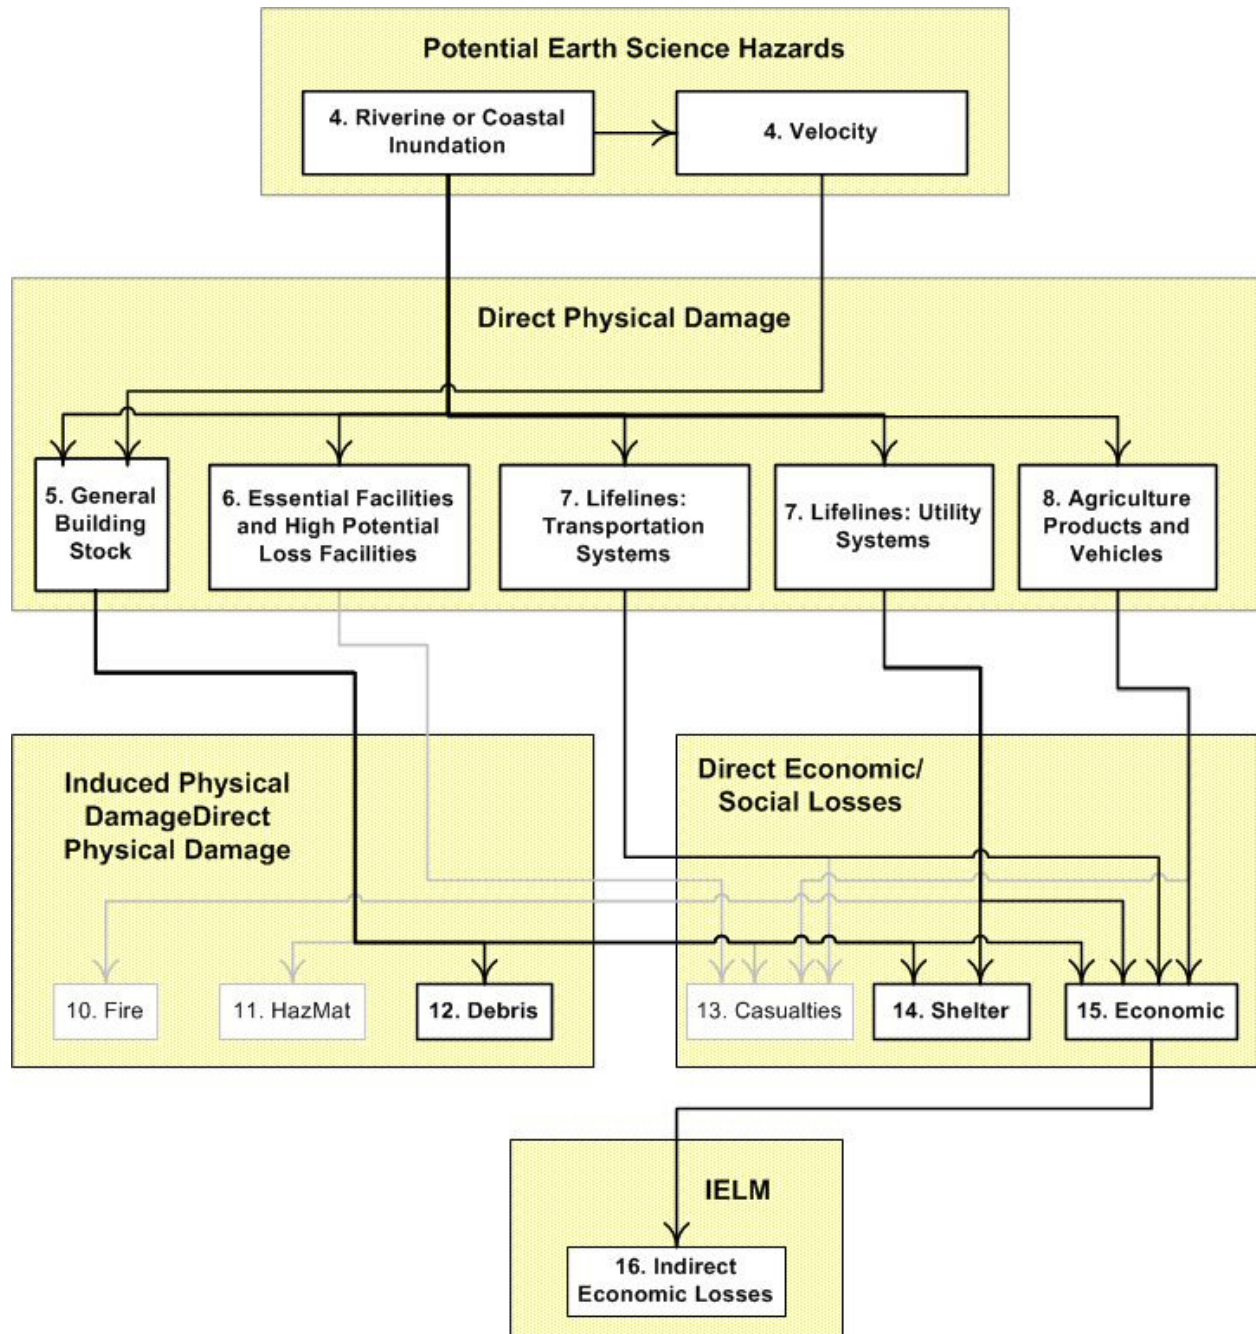 Potential Earth Science Hazards
4. Riverine or Coastal
Inundation
4. Velocity
Direct Physical Damage
5. General
Building
Stock
6. Essential Facilities
and High Potential
Loss Facilities
7. Lifelines:
Transportation
Systems
7. Lifelines: Utility
Systems
8. Agriculture
Products and
Vehicles
Induced Physical
DamageDirect
Physical Damage
10. Fire
11. HazMat
12. Debris
Direct Economic/
Social Losses
13. Casualties
14. Shelter
15. Economic
IELM
16. Indirect
Economic Losses